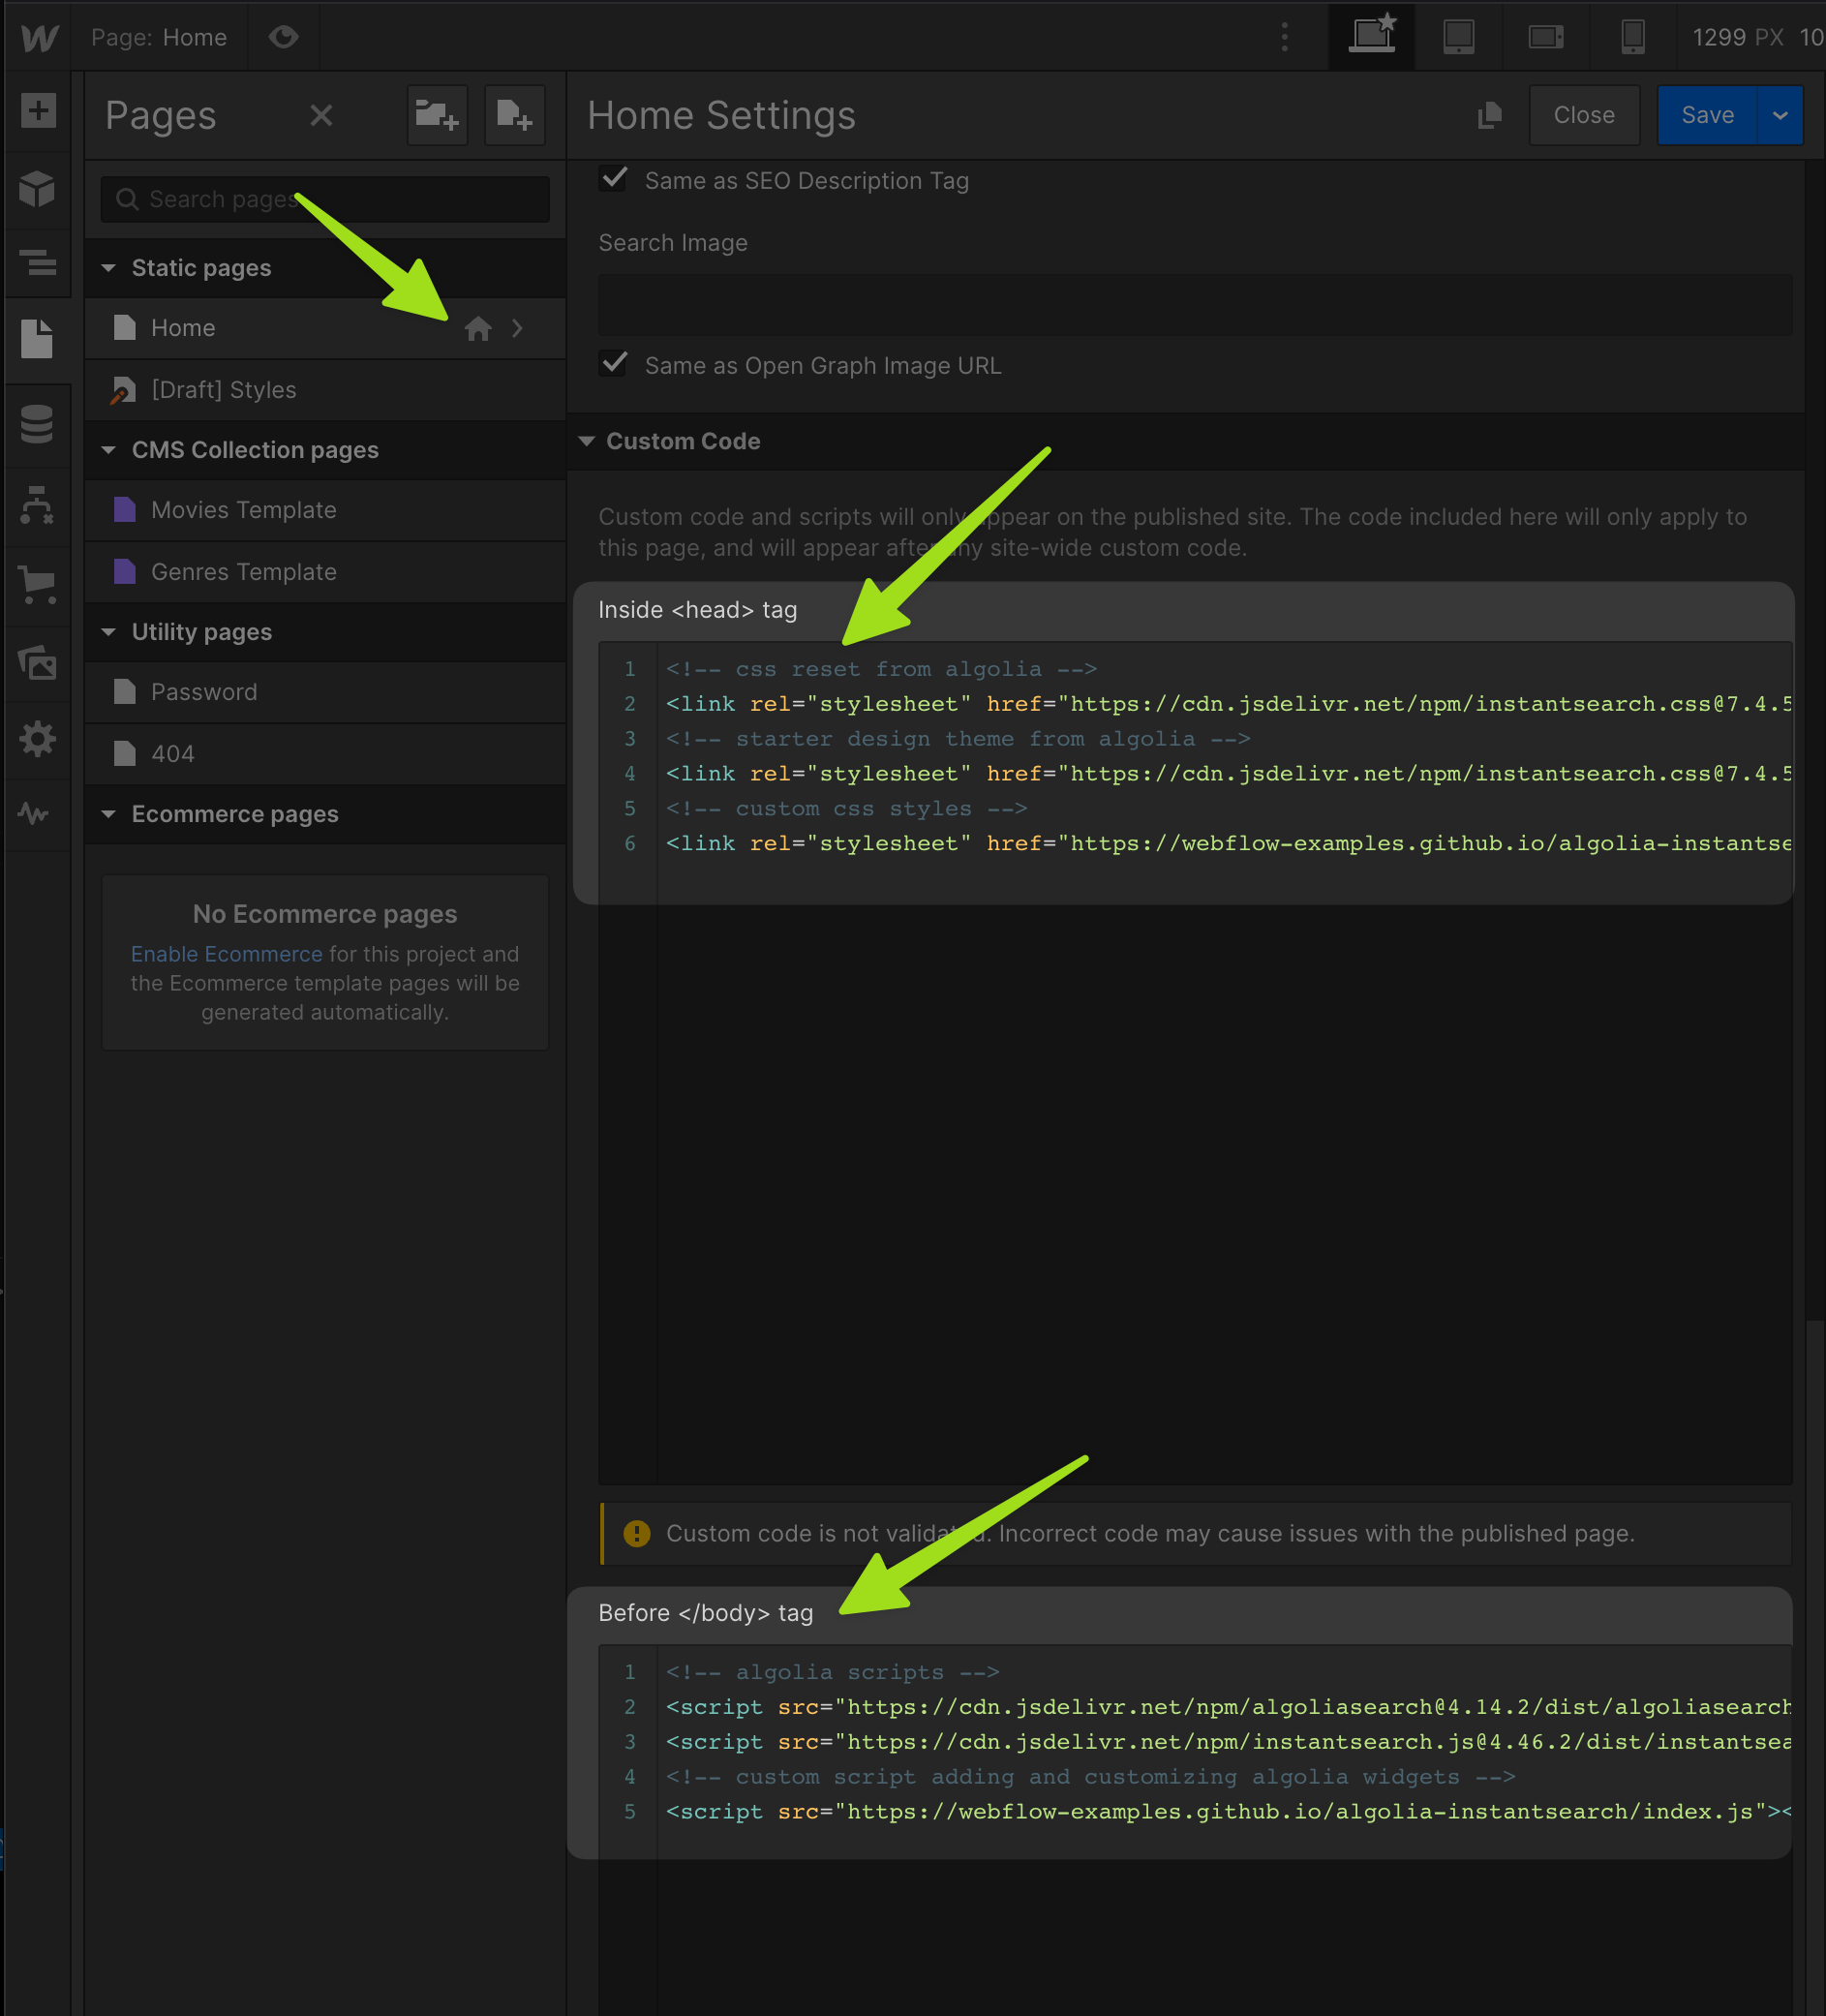 Page: Home
1299 PX 10
Pages
Home Settings
Close
Save
Search pages
Static pages
Home
[Draft] Styles
CMS Collection pages
Movies Template
Genres Template
Utility pages
Password
404
Ecommerce pages
No Ecommerce pages
Enable Ecommerce for this project and
the Ecommerce template pages will be
generated automatically.
Same as SEO Description Tag
Search Image
Same as Open Graph Image URL
Custom Code
Custom code and scripts will only appear on the published site. The code included here will only apply to
this page, and will appear after any site-wide custom code.
Inside <head> tag
1 <!-- css reset from algolia -->
2 <link rel="stylesheet" href="https://cdn.jsdelivr.net/npm/instantsearch.css@7.4.5
3 <!-- starter design theme from algolia -->
4 <link rel="stylesheet" href="https://cdn.jsdelivr.net/npm/instantsearch.css@7.4.5
5 <!-- custom css styles -->
6 <link rel="stylesheet" href="https://webflow-examples.github.io/algolia-instantse
Custom code is not validated. Incorrect code may cause issues with the published page.
Before </body> tag
1 <!-- algolia scripts -->
2 <script src="https://cdn.jsdelivr.net/npm/algoliasearch@4.14.2/dist/algoliasearch
3 <script src="https://cdn.jsdelivr.net/npm/instantsearch.js@4.46.2/dist/instantsea
4 <!-- custom script adding and customizing algolia widgets -->
5 <script src="https://webflow-examples.github.io/algolia-instantsearch/index.js"><